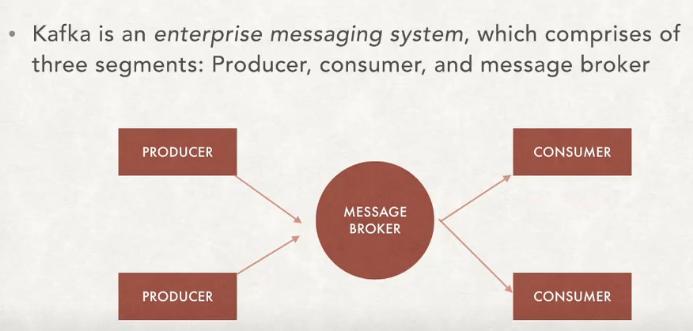 • Kafka is an enterprise messaging system, which comprises of
three segments: Producer, consumer, and message broker
PRODUCER
CONSUMER
MESSAGE
BROKER
PRODUCER
CONSUMER